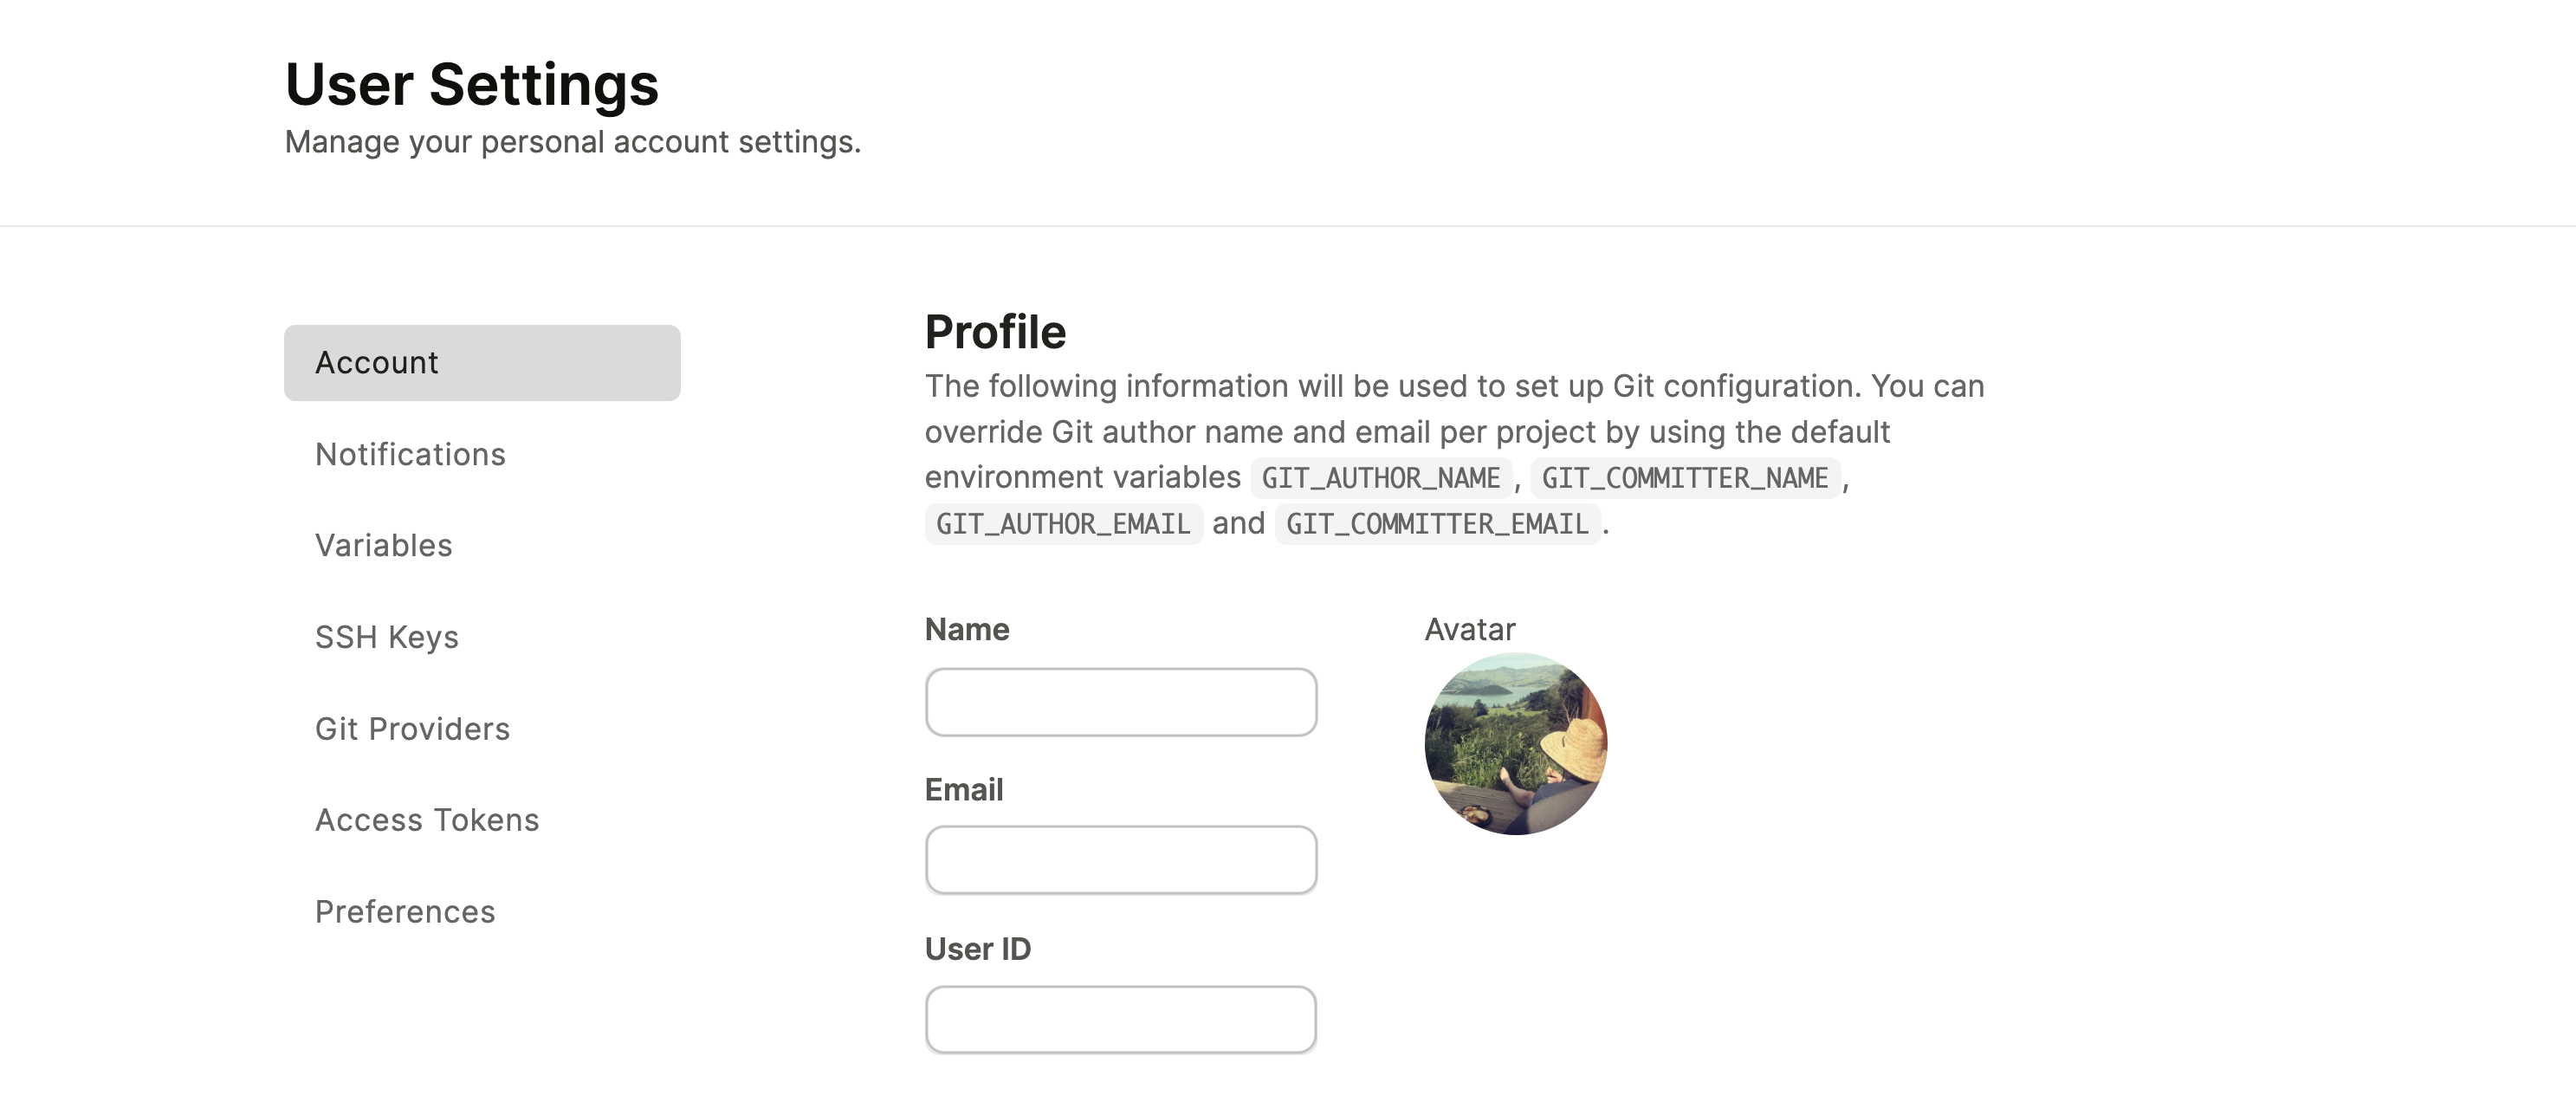 User Settings
Manage your personal account settings.
Account
Notifications
Variables
SSH Keys
Git Providers
Access Tokens
Preferences
Profile
The following information will be used to set up Git configuration. You can
override Git author name and email per project by using the default
environment variables GIT_AUTHOR_NAME, GIT_COMMITTER_NAME,
GIT_AUTHOR_EMAIL and GIT_COMMITTER_EMAIL.
Name
Avatar
Email
User ID